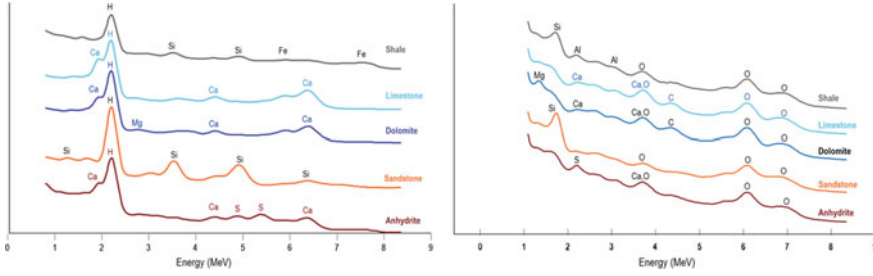 H
Si Si Fe Fe Shale
Ca H
Ca Ca Limestone
Ca H
Mg Ca Ca Dolomite
H
Si Si Si Si Sandstone
Ca H
Ca S S Ca Anhydrite
0 1 2 3 4 5 6 7 8 9
Energy (MeV)
Si
Al Al O O O Shale
Ca Ca,O C O O Limestone
Mg Ca Ca,O C O O Dolomite
Si O O O Sandstone
S Ca,O O O Anhydrite
0 1 2 3 4 5 6 7 8 9
Energy (MeV)